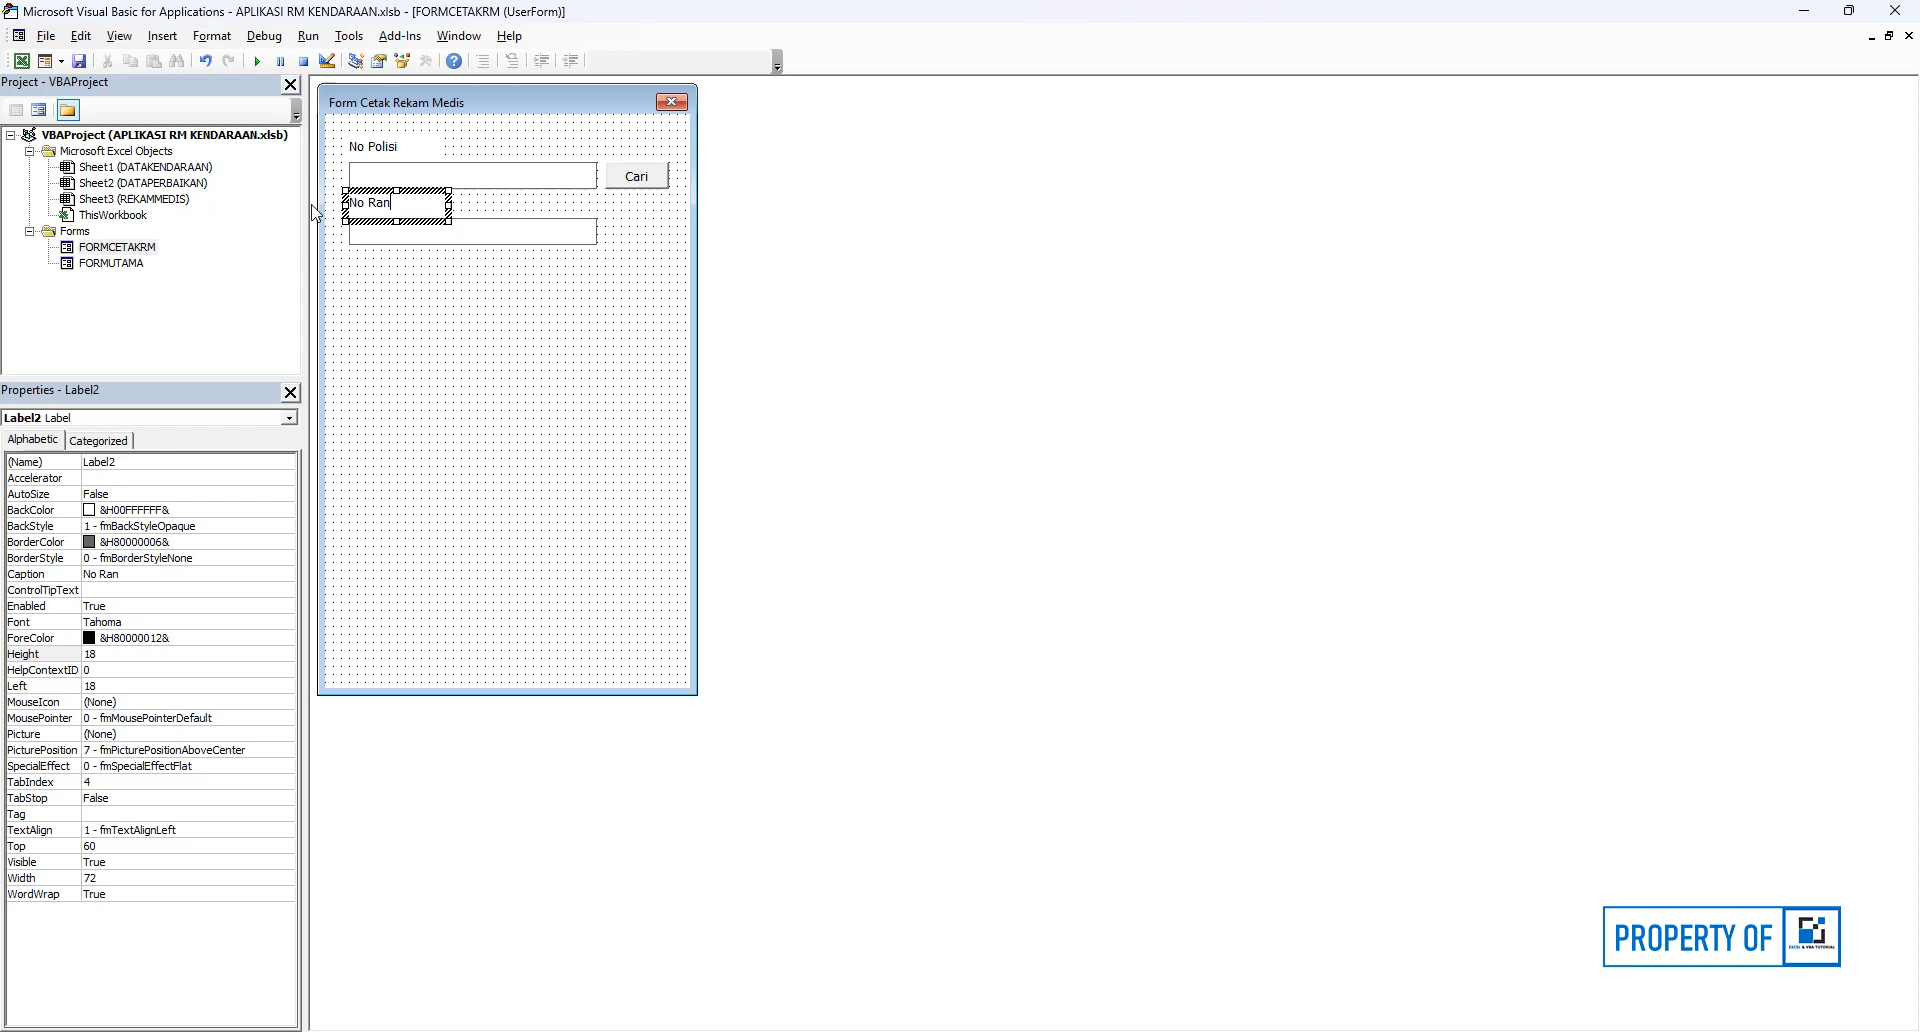 Microsoft Visual Basic for Applications - APLIKASI RM KENDARAAN.xlsb - [FORMCETAKRM (UserForm)]
File Edit View Insert Format Debug Run Tools Add-Ins Window Help
Project - VBAProject
VBAProject (APLIKASI RM KENDARAAN.xlsb)
Microsoft Excel Objects
Sheet1 (DATAKENDARAAN)
Sheet2 (DATAPERBAIKAN)
Sheet3 (REKAMMEDIS)
ThisWorkbook
Forms
FORMCETAKRM
FORMUTAMA
Properties - Label2
Label2 Label
Alphabetic Categorized
(Name) Label2
Accelerator
AutoSize False
BackColor &H00FFFFFF&
BackStyle 1 - fmBackStyleOpaque
BorderColor &H80000006&
BorderStyle 0 - fmBorderStyleNone
Caption No Ran
ControlTipText
Enabled True
Font Tahoma
ForeColor &H80000012&
Height 18
HelpContextID 0
Left 18
MouseIcon (None)
MousePointer 0 - fmMousePointerDefault
Picture (None)
PicturePosition 7 - fmPicturePositionAboveCenter
SpecialEffect 0 - fmSpecialEffectFlat
TabIndex 4
TabStop False
Tag
TextAlign 1 - fmTextAlignLeft
Top 60
Visible True
Width 72
WordWrap True
Form Cetak Rekam Medis
No Polisi
Cari
No Ran
PROPERTY OF
EXCEL & VBA TUTORIAL